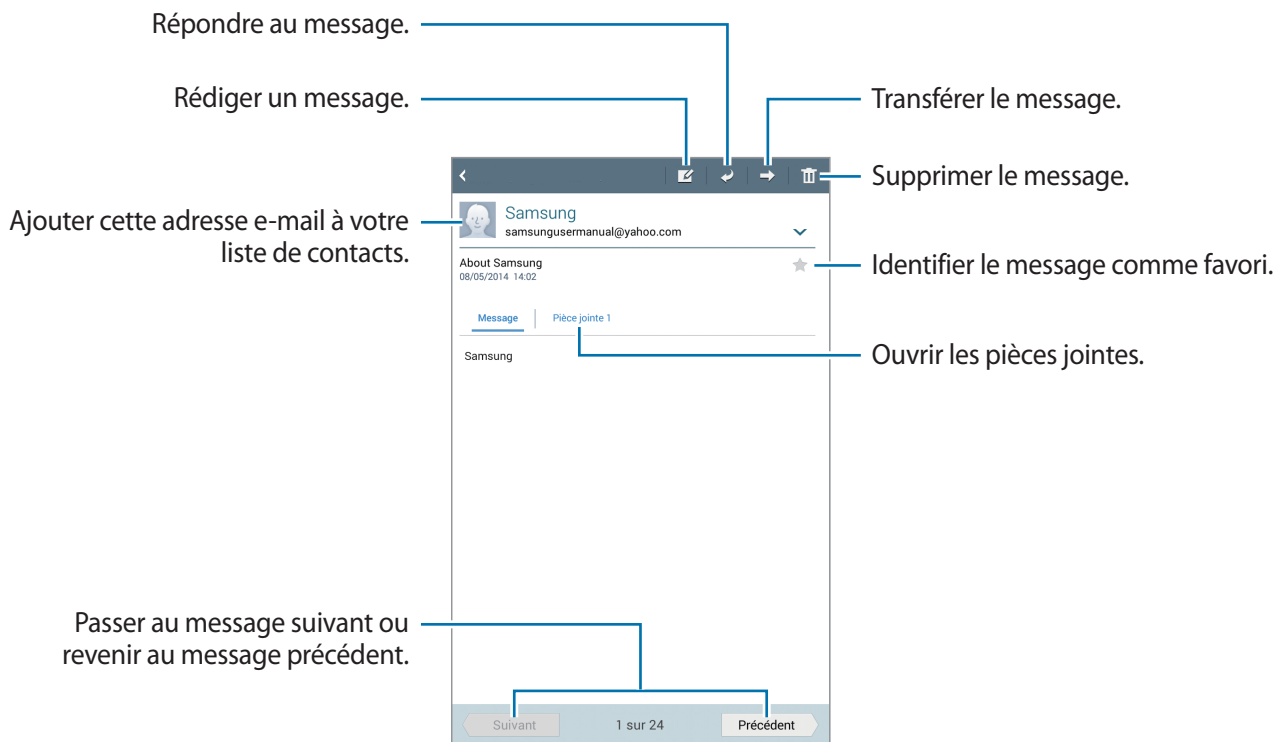 Répondre au message.
Rédiger un message.
Transférer le message.
Supprimer le message.
Ajouter cette adresse e-mail à votre
liste de contacts.
Samsung
samsungusermanual@yahoo.com
About Samsung
08/05/2014 14:02
Identifier le message comme favori.
Message
Pièce jointe 1
Samsung
Ouvrir les pièces jointes.
Passer au message suivant ou
revenir au message précédent.
Suivant
1 sur 24
Précédent